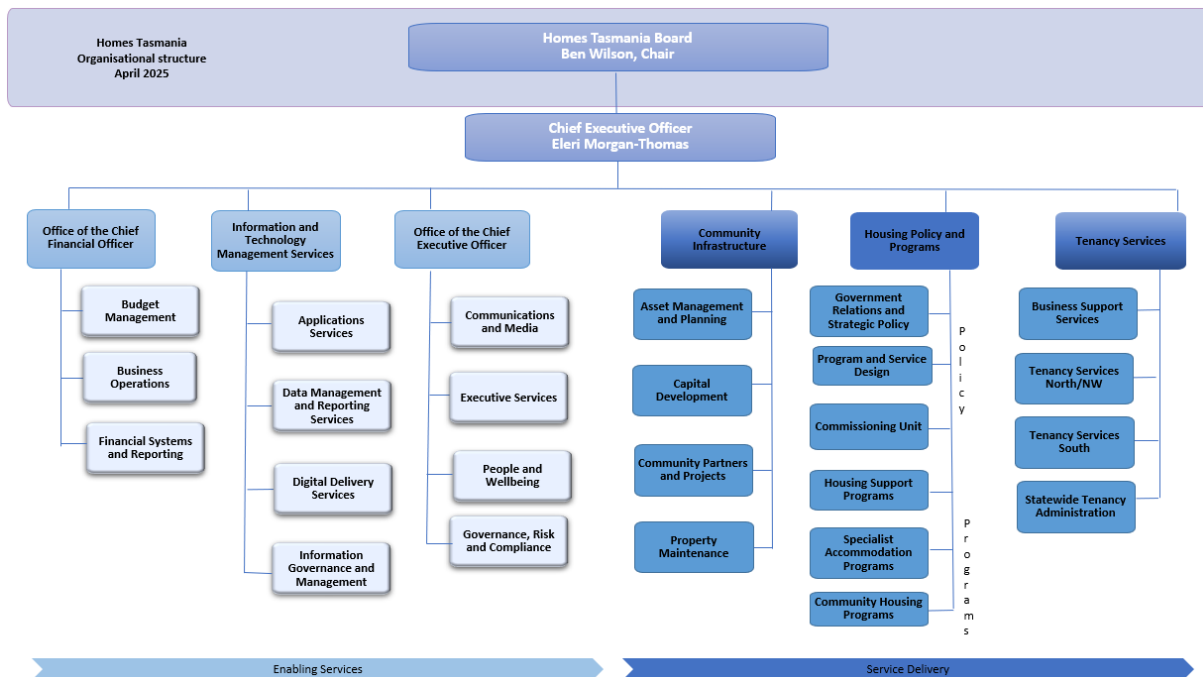 Homes Tasmania
Organisational structure
April 2025
Homes Tasmania Board
Ben Wilson, Chair
Chief Executive Officer
Eleri Morgan-Thomas
Office of the Chief
Financial Officer
Budget
Management
Business
Operations
Financial Systems
and Reporting
Information and
Technology
Management Services
Applications
Services
Data Management
and Reporting
Services
Digital Delivery
Services
Information
Governance and
Management
Office of the Chief
Executive Officer
Communications
and Media
Executive Services
People and
Wellbeing
Governance, Risk
and Compliance
Community
Infrastructure
Asset Management
and Planning
Capital
Development
Community Partners
and Projects
Property
Maintenance
Housing Policy and
Programs
Government
Relations and
Strategic Policy
Program and Service
Design
Commissioning Unit
Housing Support
Programs
Specialist
Accommodation
Programs
Community Housing
Programs
Policy
Programs
Tenancy Services
Business Support
Services
Tenancy Services
North/NW
Tenancy Services
South
Statewide Tenancy
Administration
Enabling Services
Service Delivery